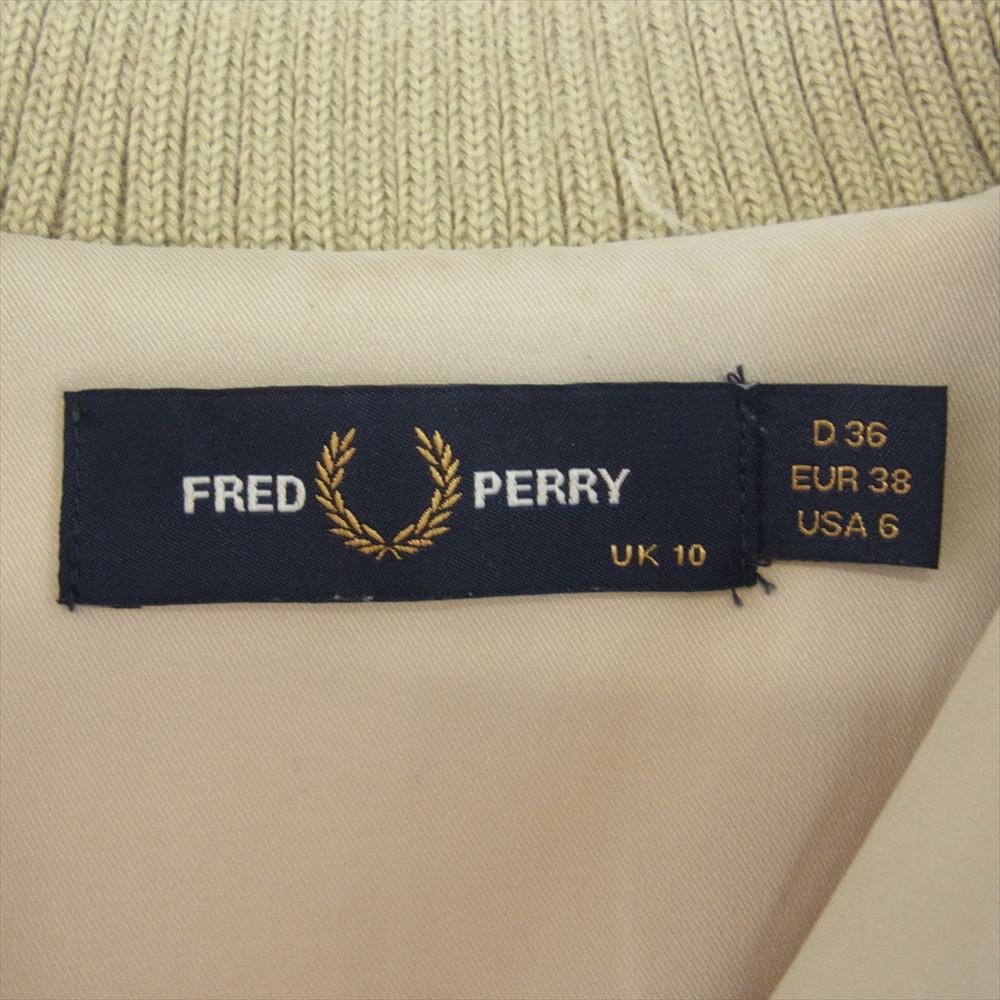 FRED PERRY
UK 10
D 36
EUR 38
USA 6